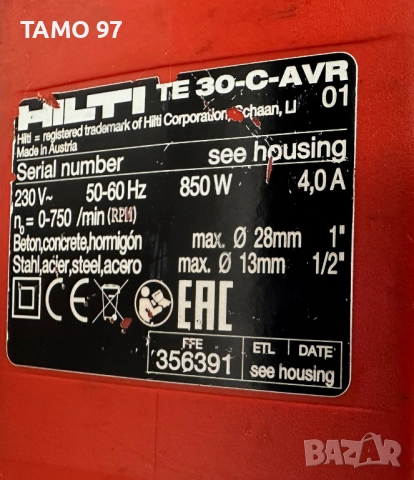 TAMO 97
HILTI TE 30-C-AVR
Hilti = registered trademark of Hilti Corporation, Schaan, LI 01
Made in Austria
Serial number see housing
230 V~ 50-60 Hz 850 W 4,0 A
n₀ = 0-750 /min (RPM)
Beton,concrete,hormigón max. Ø 28mm 1"
Stahl,acier,steel,acero max. Ø 13mm 1/2"
CE EAC
FFE ETL DATE
356391 see housing
BAZAR